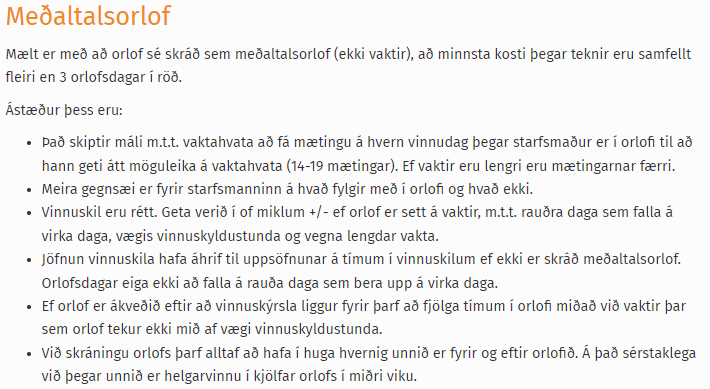 Meðaltalsorlof
Mælt er með að orlof sé skráð sem meðaltalsorlof (ekki vaktir), að minnsta kosti þegar teknir eru samfellt
fleiri en 3 orlofsdagar í röð.
Ástæður þess eru:
• Það skiptir máli m.t.t. vaktahvata að fá mætingu á hvern vinnudag þegar starfsmaður er í orlofi til að
hann geti átt möguleika á vaktahvata (14-19 mætingar). Ef vaktir eru lengri eru mætingarnar færri.
• Meira gegnsæi er fyrir starfsmanninn á hvað fylgir með í orlofi og hvað ekki.
• Vinnuskil eru rétt. Geta verið í of miklum +/- ef orlof er sett á vaktir, m.t.t. rauðra daga sem falla á
virka daga, vægis vinnuskyldustunda og vegna lengdar vakta.
• Jöfnun vinnuskila hafa áhrif til uppsöfnunar á tímum í vinnuskilum ef ekki er skráð meðaltalsorlof.
Orlofsdagar eiga ekki að falla á rauða daga sem bera upp á virka daga.
• Ef orlof er ákveðið eftir að vinnuskýrsla liggur fyrir þarf að fjölga tímum í orlofi miðað við vaktir þar
sem orlof tekur ekki mið af vægi vinnuskyldustunda.
• Við skráningu orlofs þarf alltaf að hafa í huga hvernig unnið er fyrir og eftir orlofið. Á það sérstaklega
við þegar unnið er helgarvinnu í kjölfar orlofs í miðri viku.